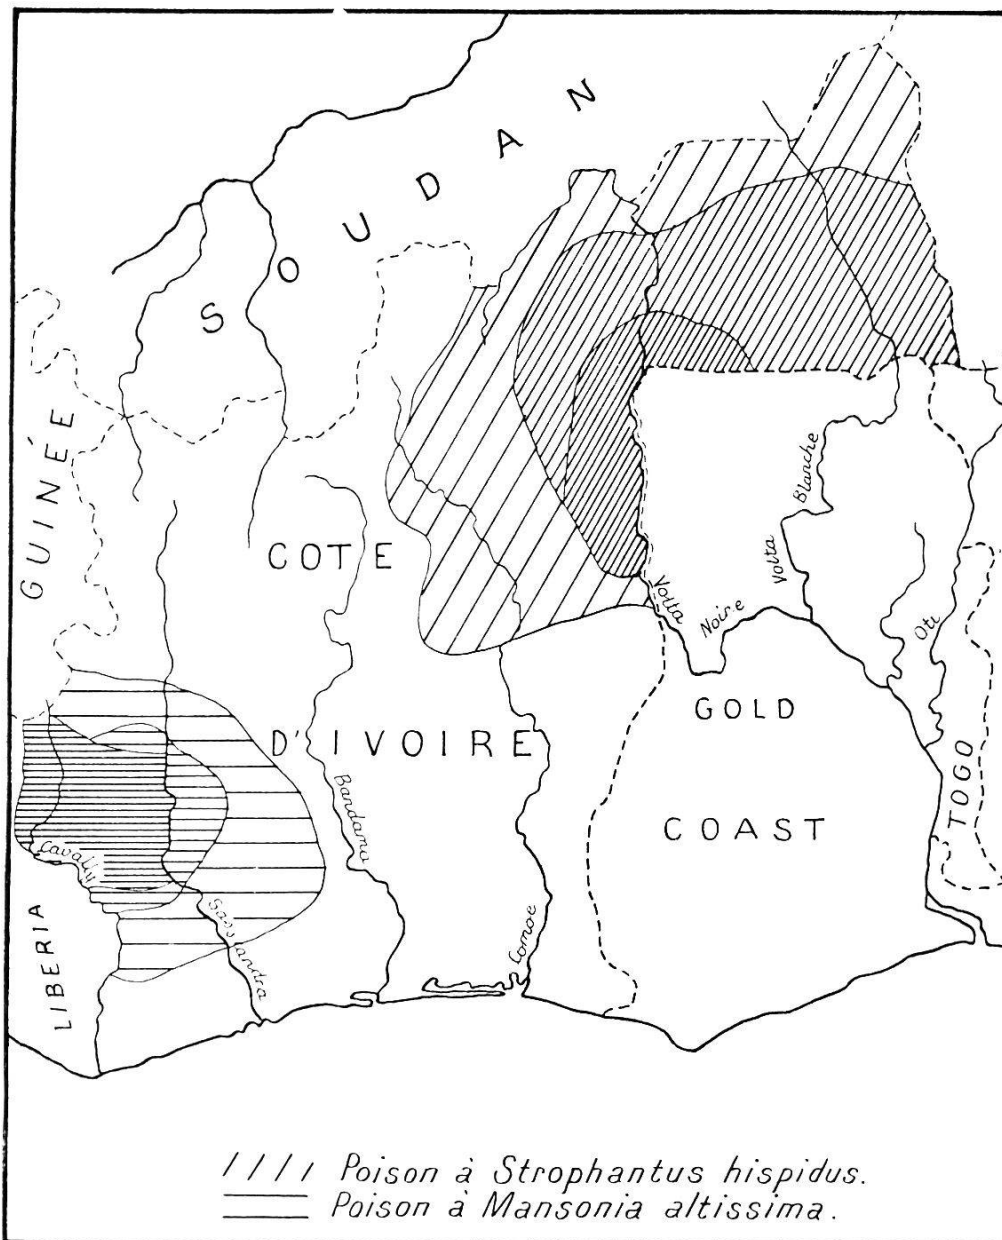 SOUDAN
GUINÉE
COTE
D'IVOIRE
Volta
Noire
Volta
Blanche
Oti
GOLD
COAST
TOGO
Bandama
Cavally
Sassandra
Comoe
LIBERIA
Poison à Strophantus hispidus.
Poison à Mansonia altissima.